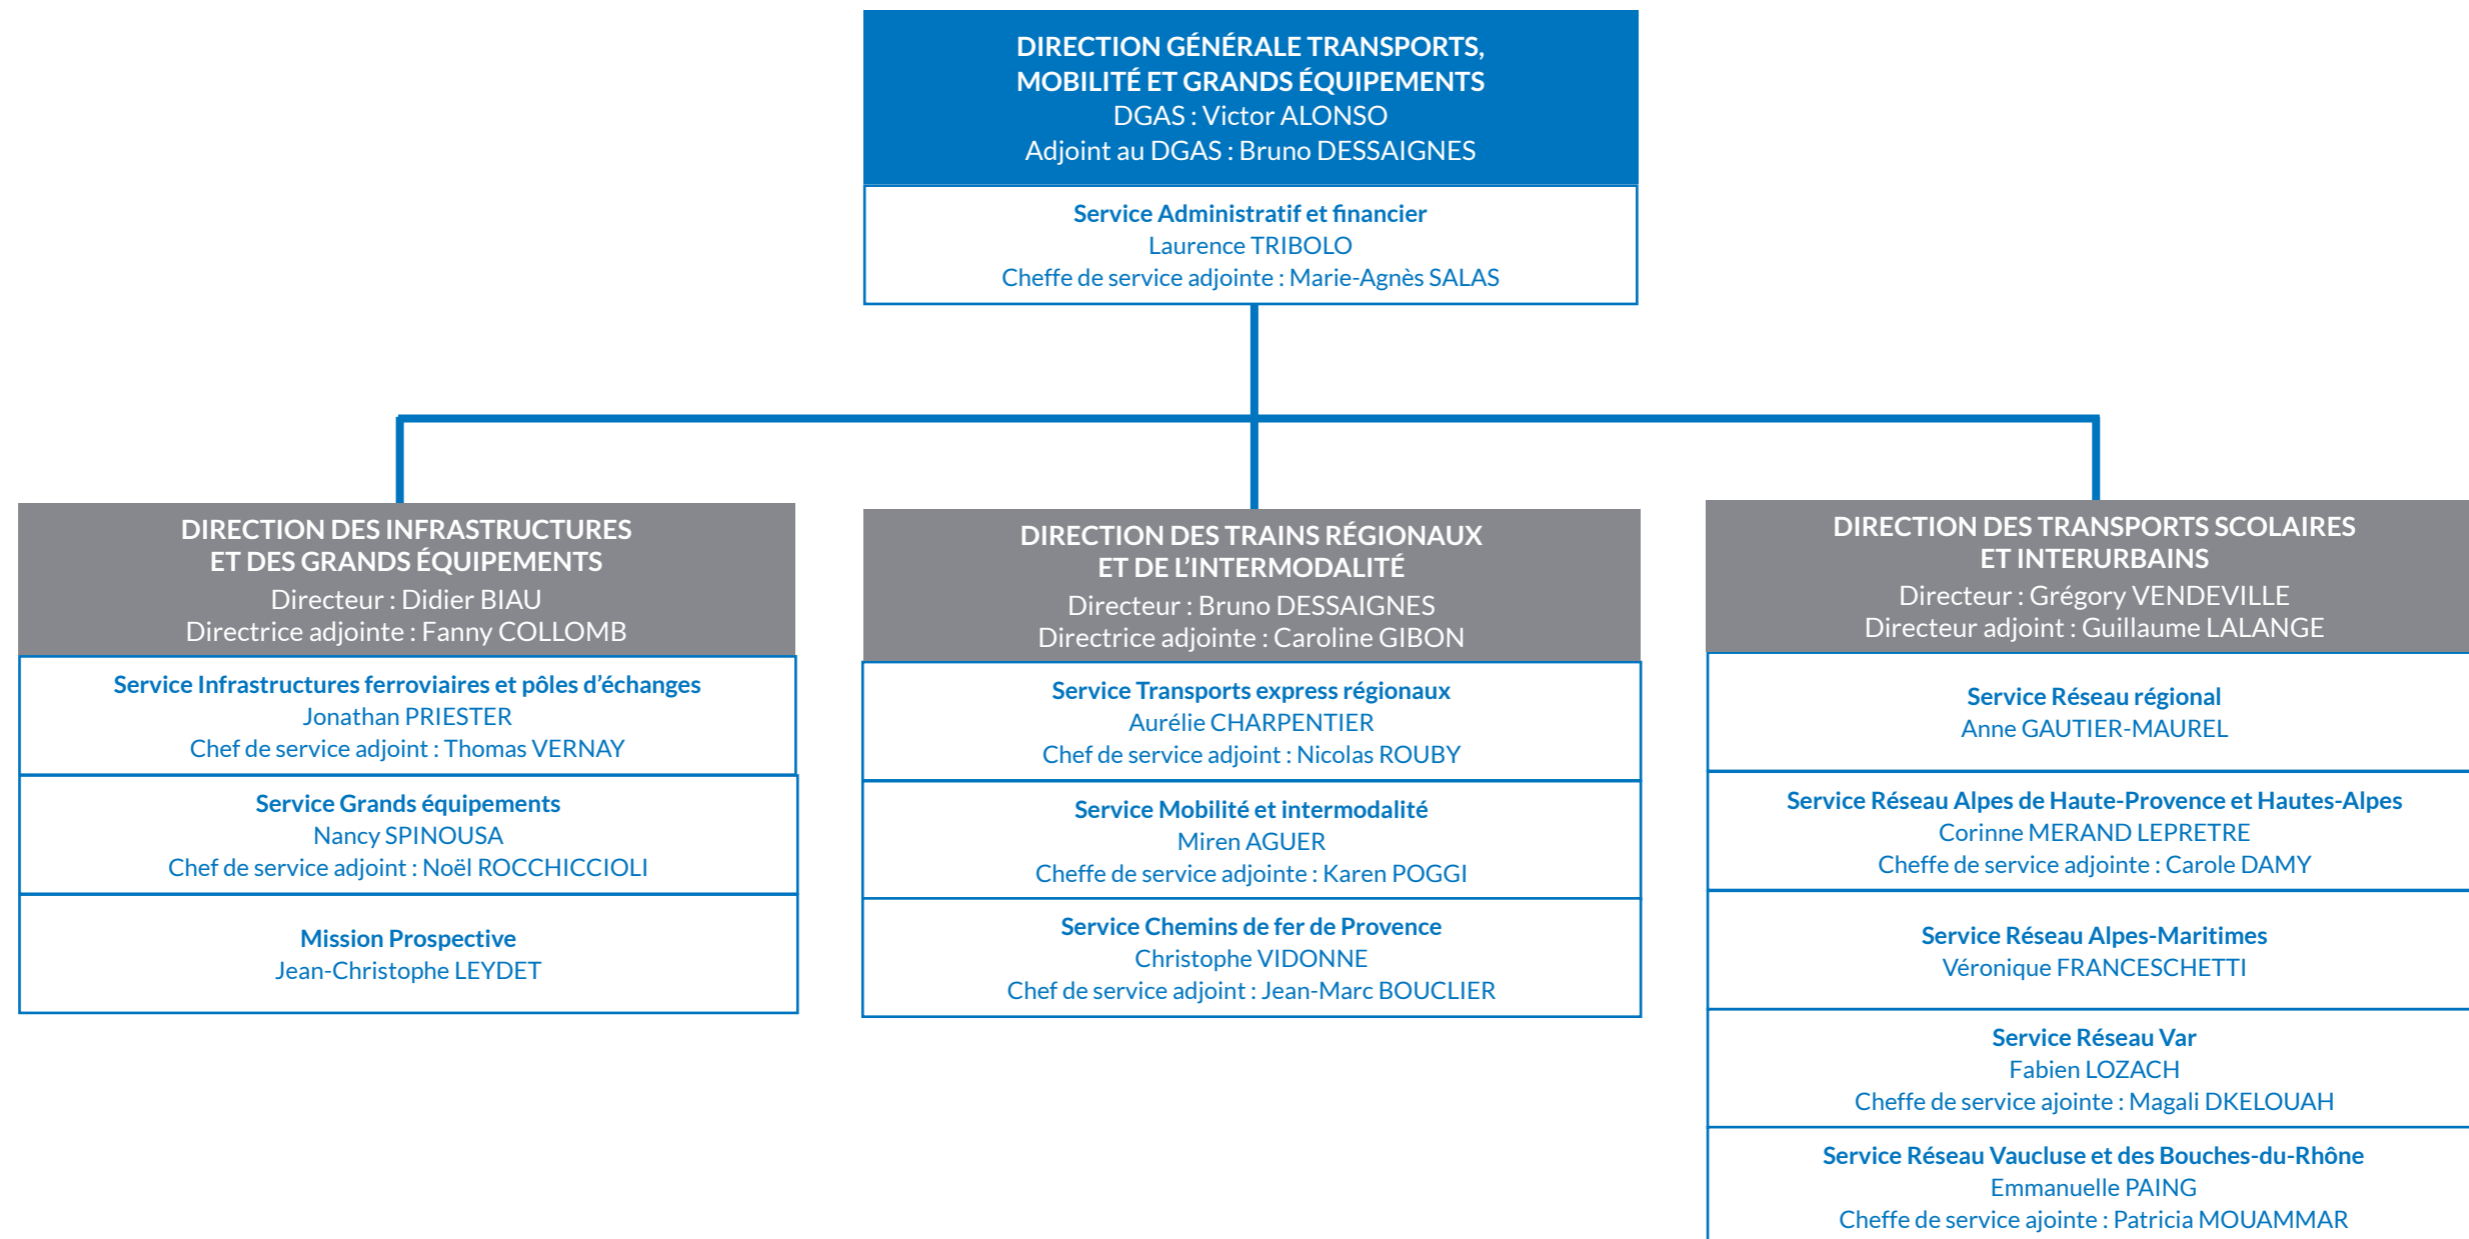 DIRECTION GÉNÉRALE TRANSPORTS,
MOBILITÉ ET GRANDS ÉQUIPEMENTS
DGAS : Victor ALONSO
Adjoint au DGAS : Bruno DESSAIGNES
Service Administratif et financier
Laurence TRIBOLO
Cheffe de service adjointe : Marie-Agnès SALAS
DIRECTION DES INFRASTRUCTURES
ET DES GRANDS ÉQUIPEMENTS
Directeur : Didier BIAU
Directrice adjointe : Fanny COLLOMB
Service Infrastructures ferroviaires et pôles d’échanges
Jonathan PRIESTER
Chef de service adjoint : Thomas VERNAY
Service Grands équipements
Nancy SPINOUSA
Chef de service adjoint : Noël ROCCHICCIOLI
Mission Prospective
Jean-Christophe LEYDET
DIRECTION DES TRAINS RÉGIONAUX
ET DE L’INTERMODALITÉ
Directeur : Bruno DESSAIGNES
Directrice adjointe : Caroline GIBON
Service Transports express régionaux
Aurélie CHARPENTIER
Chef de service adjoint : Nicolas ROUBY
Service Mobilité et intermodalité
Miren AGUER
Cheffe de service adjointe : Karen POGGI
Service Chemins de fer de Provence
Christophe VIDONNE
Chef de service adjoint : Jean-Marc BOUCLIER
DIRECTION DES TRANSPORTS SCOLAIRES
ET INTERURBAINS
Directeur : Grégory VENDEVILLE
Directeur adjoint : Guillaume LALANGE
Service Réseau régional
Anne GAUTIER-MAUREL
Service Réseau Alpes de Haute-Provence et Hautes-Alpes
Corinne MERAND LEPRETRE
Cheffe de service adjointe : Carole DAMY
Service Réseau Alpes-Maritimes
Véronique FRANCESCHETTI
Service Réseau Var
Fabien LOZACH
Cheffe de service ajointe : Magali DKELOUAH
Service Réseau Vaucluse et des Bouches-du-Rhône
Emmanuelle PAING
Cheffe de service ajointe : Patricia MOUAMMAR